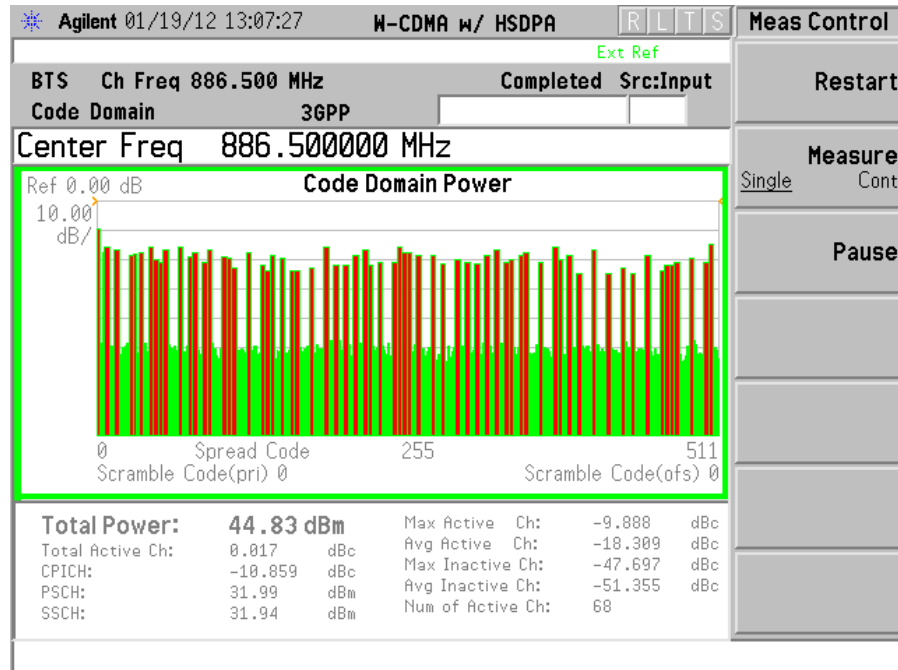 Agilent 01/19/12 13:07:27 W-CDMA w/ HSDPA R L T S Meas Control
Ext Ref
BTS Ch Freq 886.500 MHz Completed Src:Input
Code Domain 3GPP
Restart
Center Freq 886.500000 MHz
Measure
Single Cont
Ref 0.00 dB Code Domain Power
10.00
dB/
Pause
0 Spread Code 255 511
Scramble Code(pri) 0 Scramble Code(ofs) 0
Total Power: 44.83 dBm
Total Active Ch: 0.017 dBc
CPICH: -10.859 dBc
PSCH: 31.99 dBm
SSCH: 31.94 dBm
Max Active Ch: -9.888 dBc
Avg Active Ch: -18.309 dBc
Max Inactive Ch: -47.697 dBc
Avg Inactive Ch: -51.355 dBc
Num of Active Ch: 68